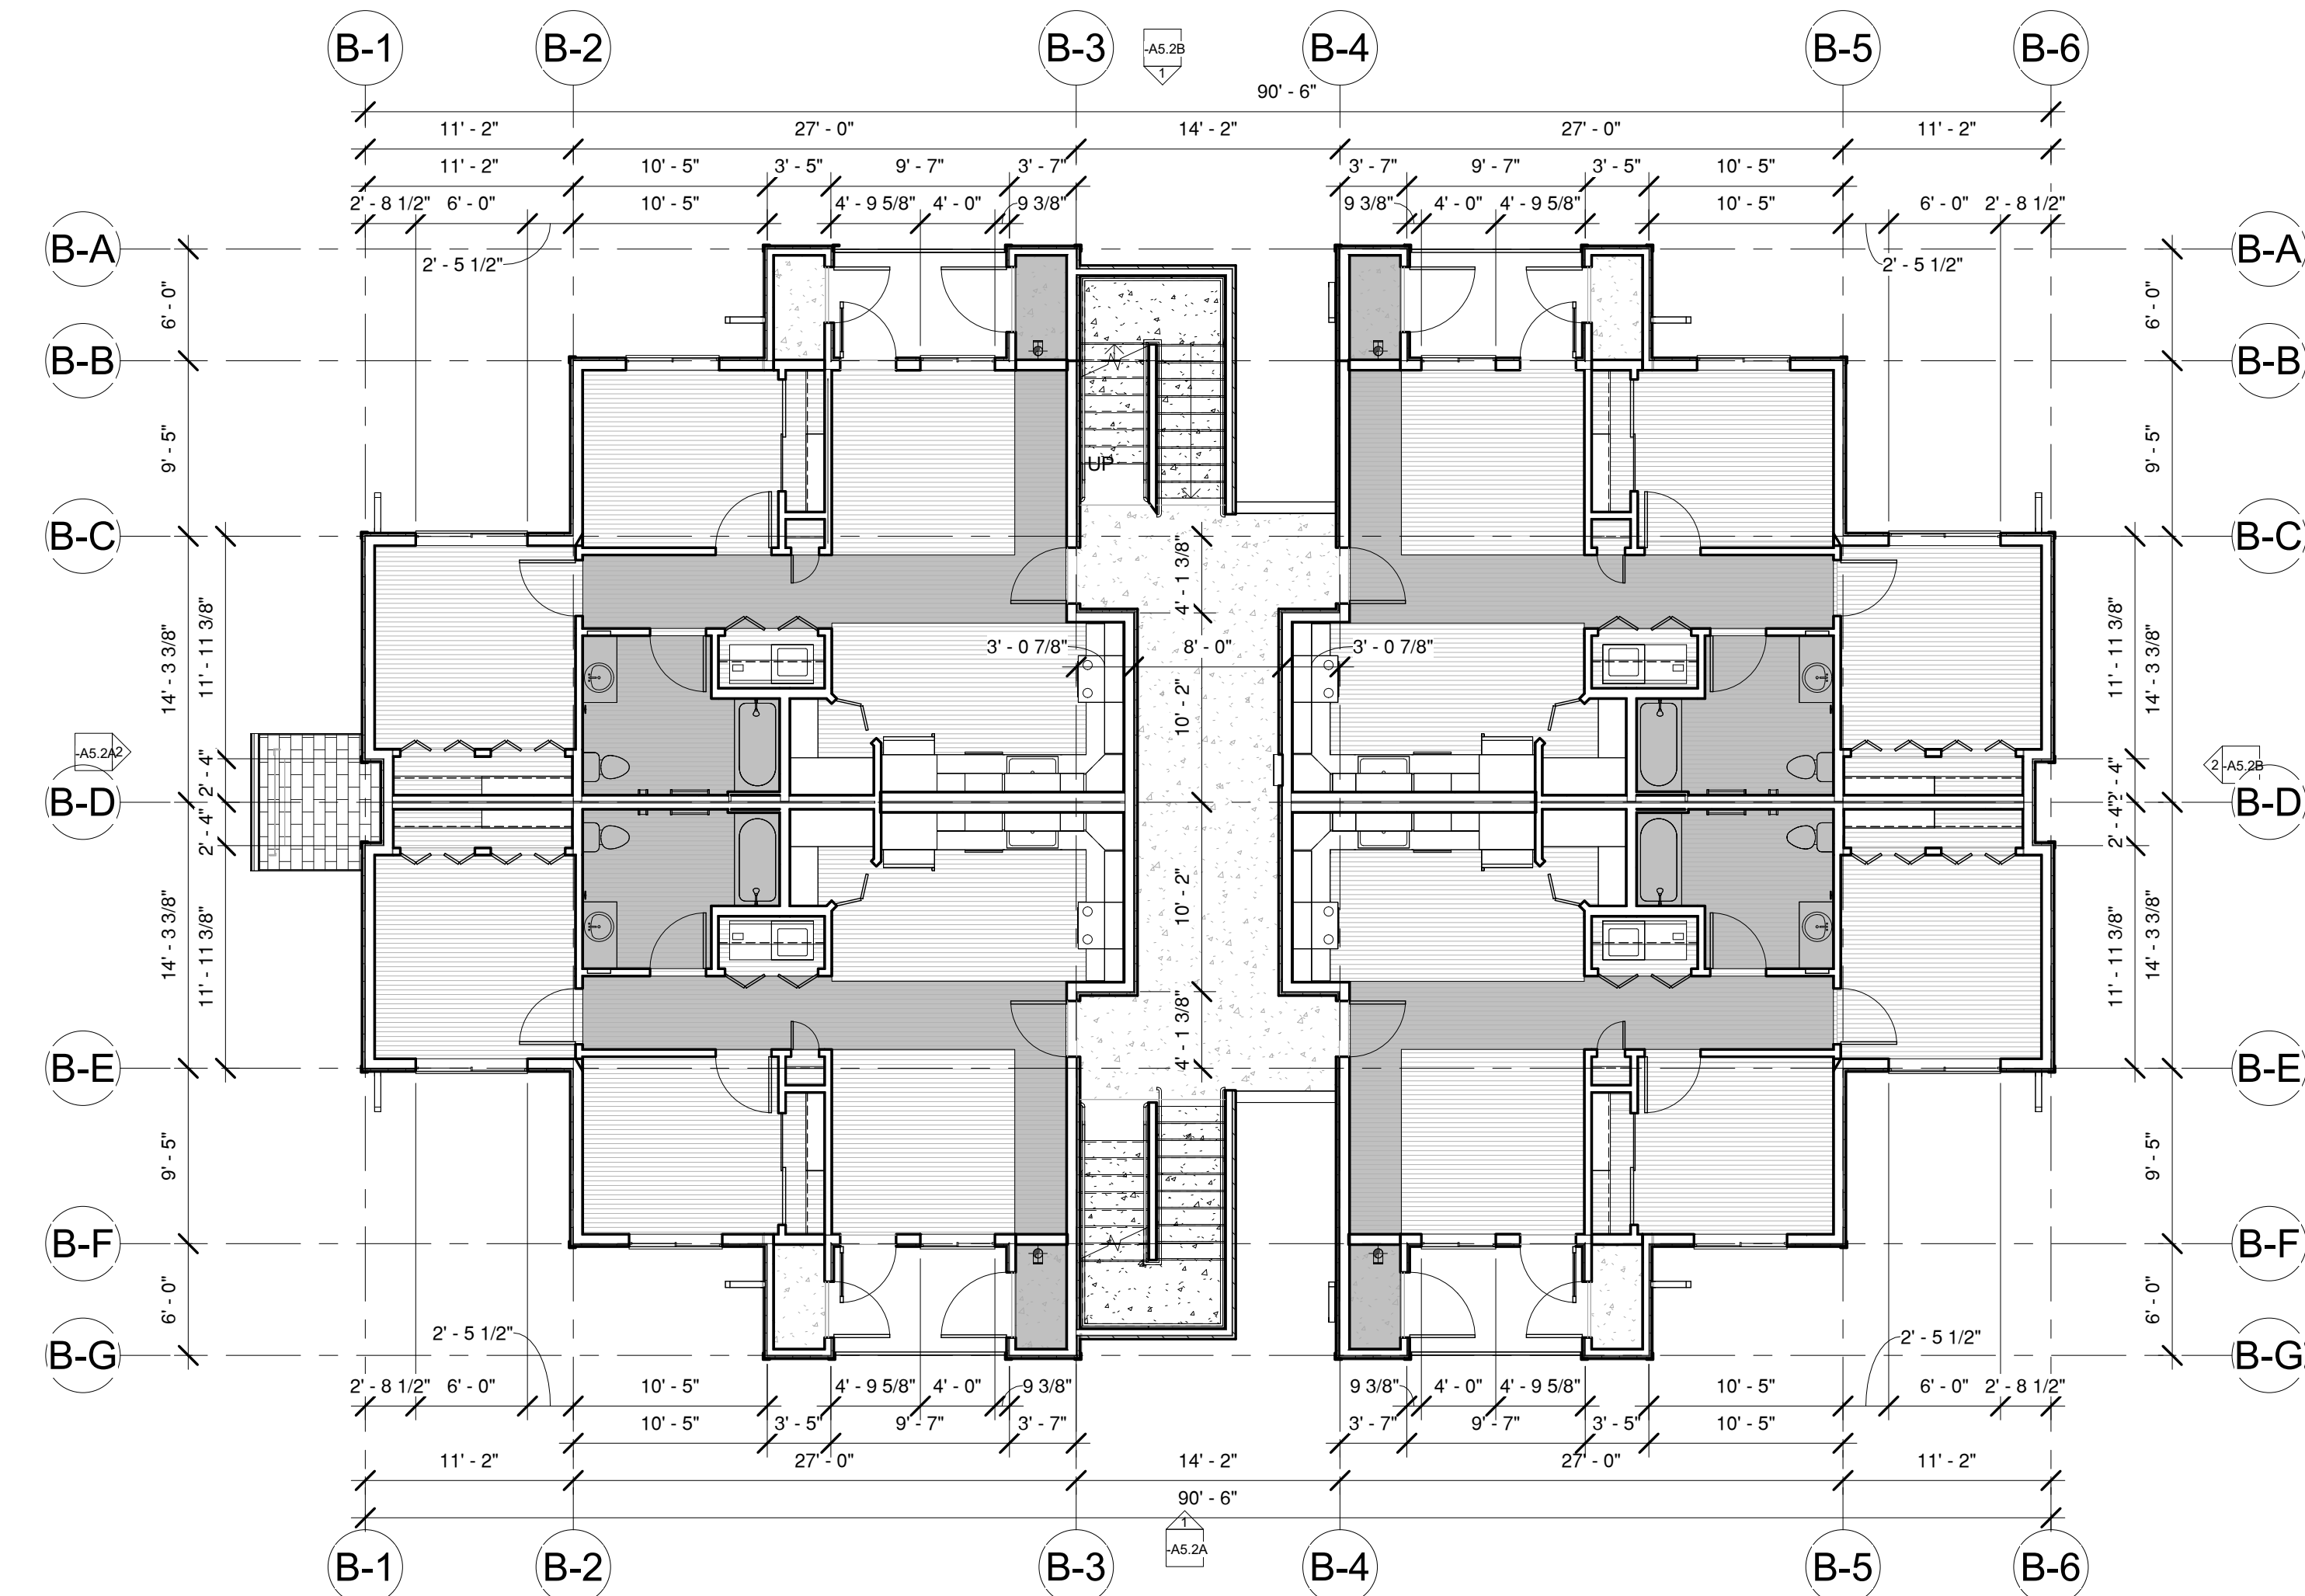 B-1 B-2 B-3 B-4 B-5 B-6
-A5.2B
1
90' - 6"
11' - 2" 27' - 0" 14' - 2" 27' - 0" 11' - 2"
11' - 2" 10' - 5" 3' - 5" 9' - 7" 3' - 7" 3' - 7" 9' - 7" 3' - 5" 10' - 5"
2' - 8 1/2" 6' - 0" 10' - 5" 4' - 9 5/8" 4' - 0" 9 3/8" 9 3/8" 4' - 0" 4' - 9 5/8" 10' - 5" 6' - 0" 2' - 8 1/2"
B-A B-A
2' - 5 1/2" 2' - 5 1/2"
6' - 0" 6' - 0"
B-B B-B
9' - 5" 9' - 5"
UP
B-C B-C
4' - 1 3/8"
14' - 3 3/8" 11' - 11 3/8" 11' - 11 3/8" 14' - 3 3/8"
3' - 0 7/8" 8' - 0" 3' - 0 7/8"
10' - 2"
-A5.2A 2 2 -A5.2B
2' - 4" 2' - 4"
B-D B-D
2' - 4" 2' - 4"
10' - 2"
14' - 3 3/8" 11' - 11 3/8" 11' - 11 3/8" 14' - 3 3/8"
4' - 1 3/8"
B-E B-E
9' - 5" 9' - 5"
B-F B-F
6' - 0" 6' - 0"
2' - 5 1/2" 2' - 5 1/2"
B-G B-G
2' - 8 1/2" 6' - 0" 10' - 5" 4' - 9 5/8" 4' - 0" 9 3/8" 9 3/8" 4' - 0" 4' - 9 5/8" 10' - 5" 6' - 0" 2' - 8 1/2"
10' - 5" 3' - 5" 9' - 7" 3' - 7" 3' - 7" 9' - 7" 3' - 5" 10' - 5"
11' - 2" 27' - 0" 14' - 2" 27' - 0" 11' - 2"
90' - 6"
1
-A5.2A
B-1 B-2 B-3 B-4 B-5 B-6